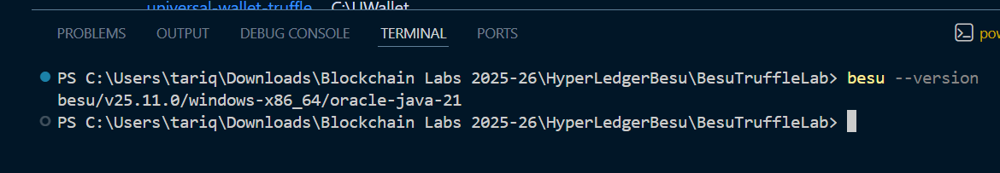 universal-wallet-truffle C:\UWallet
PROBLEMS OUTPUT DEBUG CONSOLE TERMINAL PORTS
PS C:\Users\tariq\Downloads\Blockchain Labs 2025-26\HyperLedgerBesu\BesuTruffleLab> besu --version
besu/v25.11.0/windows-x86_64/oracle-java-21
PS C:\Users\tariq\Downloads\Blockchain Labs 2025-26\HyperLedgerBesu\BesuTruffleLab>